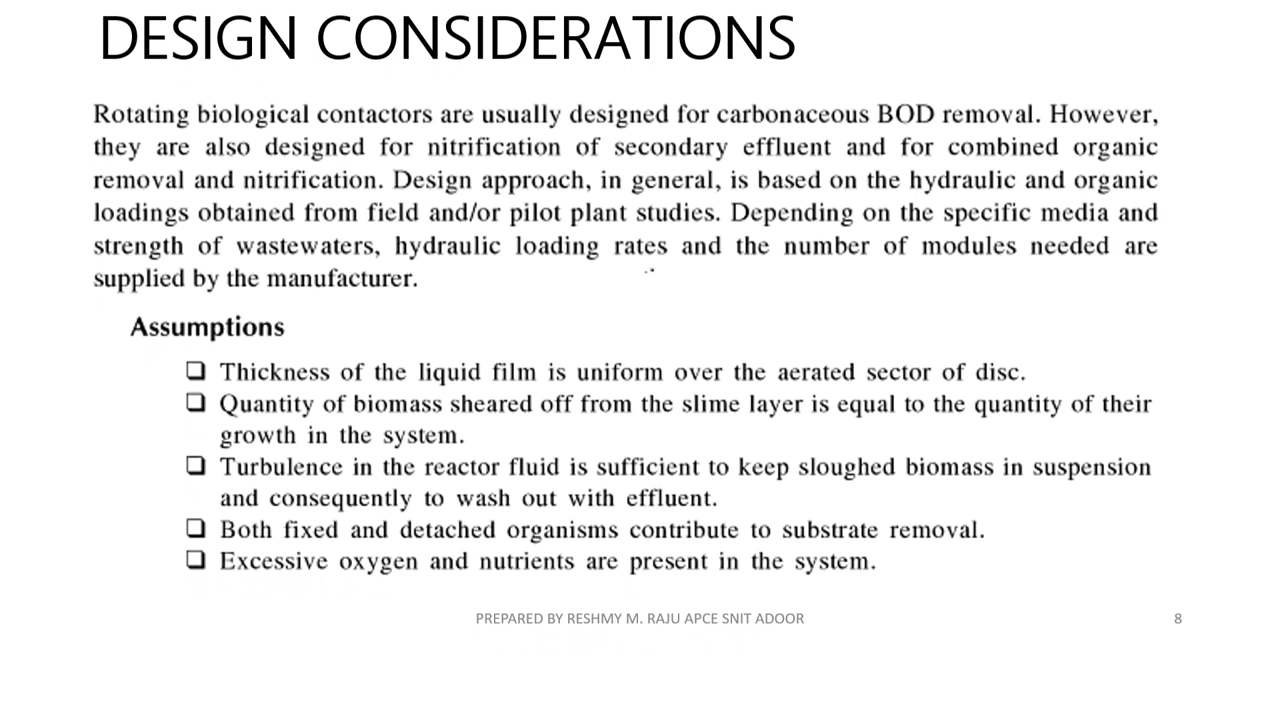 DESIGN CONSIDERATIONS
Rotating biological contactors are usually designed for carbonaceous BOD removal. However,
they are also designed for nitrification of secondary effluent and for combined organic
removal and nitrification. Design approach, in general, is based on the hydraulic and organic
loadings obtained from field and/or pilot plant studies. Depending on the specific media and
strength of wastewaters, hydraulic loading rates and the number of modules needed are
supplied by the manufacturer.
Assumptions
❑ Thickness of the liquid film is uniform over the aerated sector of disc.
❑ Quantity of biomass sheared off from the slime layer is equal to the quantity of their
growth in the system.
❑ Turbulence in the reactor fluid is sufficient to keep sloughed biomass in suspension
and consequently to wash out with effluent.
❑ Both fixed and detached organisms contribute to substrate removal.
❑ Excessive oxygen and nutrients are present in the system.
PREPARED BY RESHMY M. RAJU APCE SNIT ADOOR
8